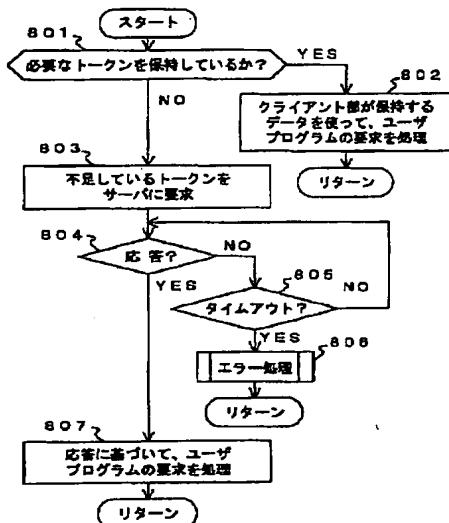 スタート
801
必要なトークンを保持しているか？
YES
802
NO
クライアント部が保持する
データを使って、ユーザ
プログラムの要求を処理
リターン
803
不足しているトークンを
サーバに要求
804
応答？
NO
YES
805
タイムアウト？
NO
YES
806
エラー処理
リターン
807
応答に基づいて、ユーザ
プログラムの要求を処理
リターン